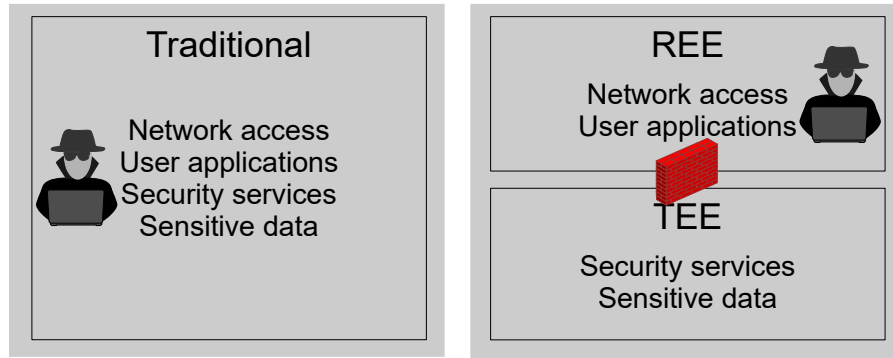 Traditional
Network access
User applications
Security services
Sensitive data
REE
Network access
User applications
TEE
Security services
Sensitive data